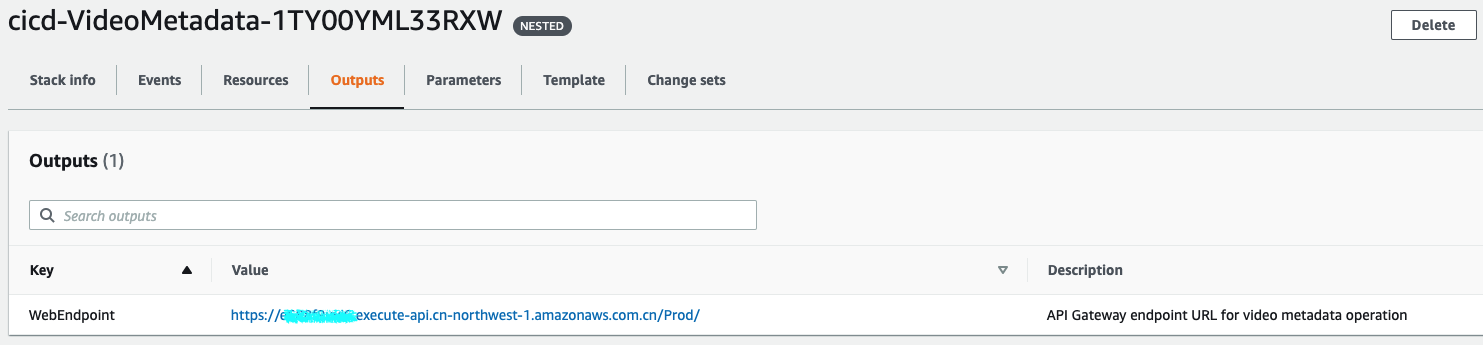 cicd-VideoMetadata-1TY00YML33RXW NESTED Delete
Stack info Events Resources Outputs Parameters Template Change sets
Outputs (1)
Search outputs
Key Value Description
WebEndpoint https:// execute-api.cn-northwest-1.amazonaws.com.cn/Prod/ API Gateway endpoint URL for video metadata operation